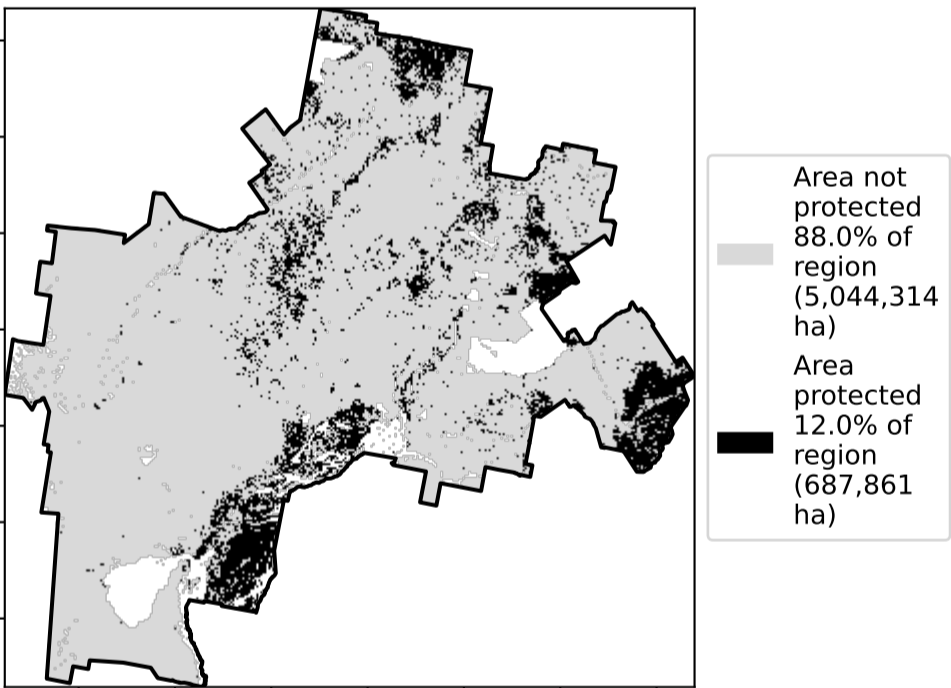 Area not
protected
88.0% of
region
(5,044,314
ha)
Area
protected
12.0% of
region
(687,861
ha)